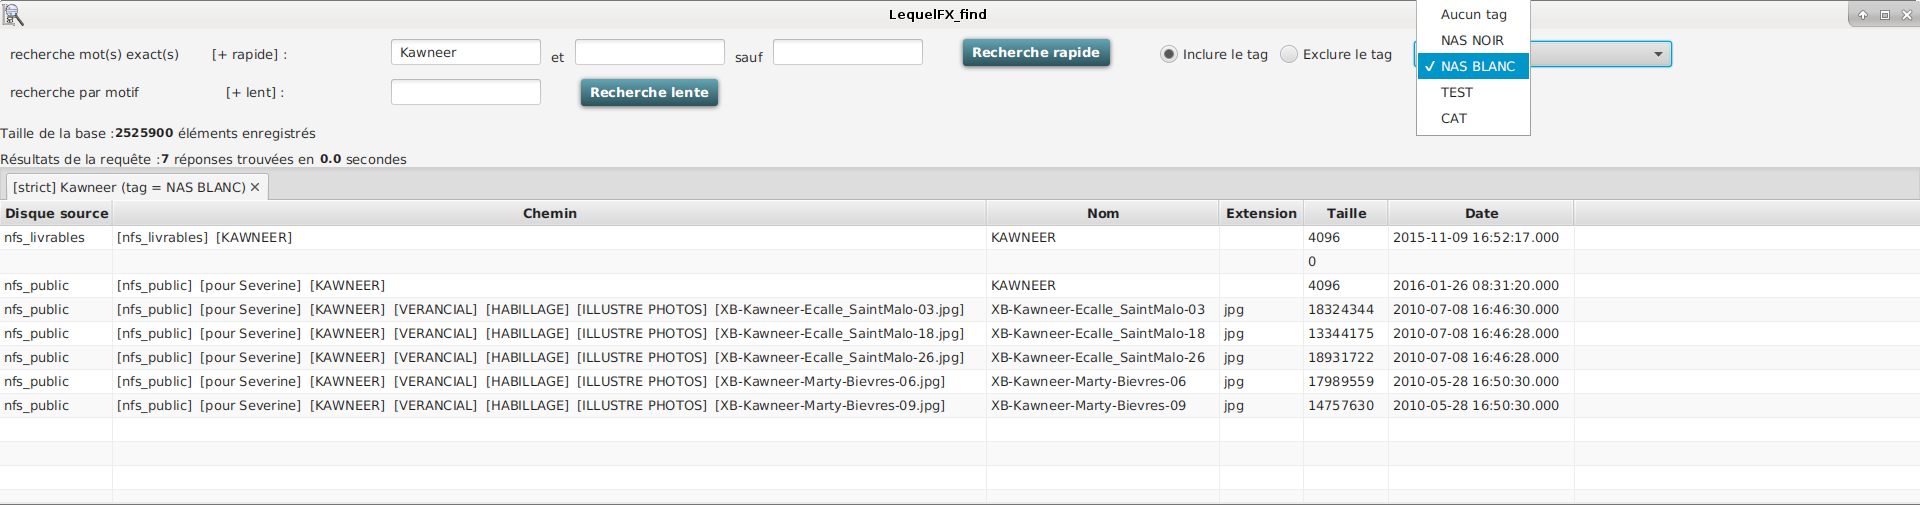 LequelFX_find
recherche mot(s) exact(s) [+ rapide] : Kawneer et sauf Recherche rapide Inclure le tag Exclure le tag
recherche par motif [+ lent] : Recherche lente
Aucun tag
NAS NOIR
✓ NAS BLANC
TEST
CAT
Taille de la base :2525900 éléments enregistrés
Résultats de la requête :7 réponses trouvées en 0.0 secondes
[strict] Kawneer (tag = NAS BLANC) ✕
Disque source Chemin Nom Extension Taille Date
nfs_livrables [nfs_livrables] [KAWNEER] KAWNEER 4096 2015-11-09 16:52:17.000
0
nfs_public [nfs_public] [pour Severine] [KAWNEER] KAWNEER 4096 2016-01-26 08:31:20.000
nfs_public [nfs_public] [pour Severine] [KAWNEER] [VERANCIAL] [HABILLAGE] [ILLUSTRE PHOTOS] [XB-Kawneer-Ecalle_SaintMalo-03.jpg] XB-Kawneer-Ecalle_SaintMalo-03 jpg 18324344 2010-07-08 16:46:30.000
nfs_public [nfs_public] [pour Severine] [KAWNEER] [VERANCIAL] [HABILLAGE] [ILLUSTRE PHOTOS] [XB-Kawneer-Ecalle_SaintMalo-18.jpg] XB-Kawneer-Ecalle_SaintMalo-18 jpg 13344175 2010-07-08 16:46:28.000
nfs_public [nfs_public] [pour Severine] [KAWNEER] [VERANCIAL] [HABILLAGE] [ILLUSTRE PHOTOS] [XB-Kawneer-Ecalle_SaintMalo-26.jpg] XB-Kawneer-Ecalle_SaintMalo-26 jpg 18931722 2010-07-08 16:46:28.000
nfs_public [nfs_public] [pour Severine] [KAWNEER] [VERANCIAL] [HABILLAGE] [ILLUSTRE PHOTOS] [XB-Kawneer-Marty-Bievres-06.jpg] XB-Kawneer-Marty-Bievres-06 jpg 17989559 2010-05-28 16:50:30.000
nfs_public [nfs_public] [pour Severine] [KAWNEER] [VERANCIAL] [HABILLAGE] [ILLUSTRE PHOTOS] [XB-Kawneer-Marty-Bievres-09.jpg] XB-Kawneer-Marty-Bievres-09 jpg 14757630 2010-05-28 16:50:30.000